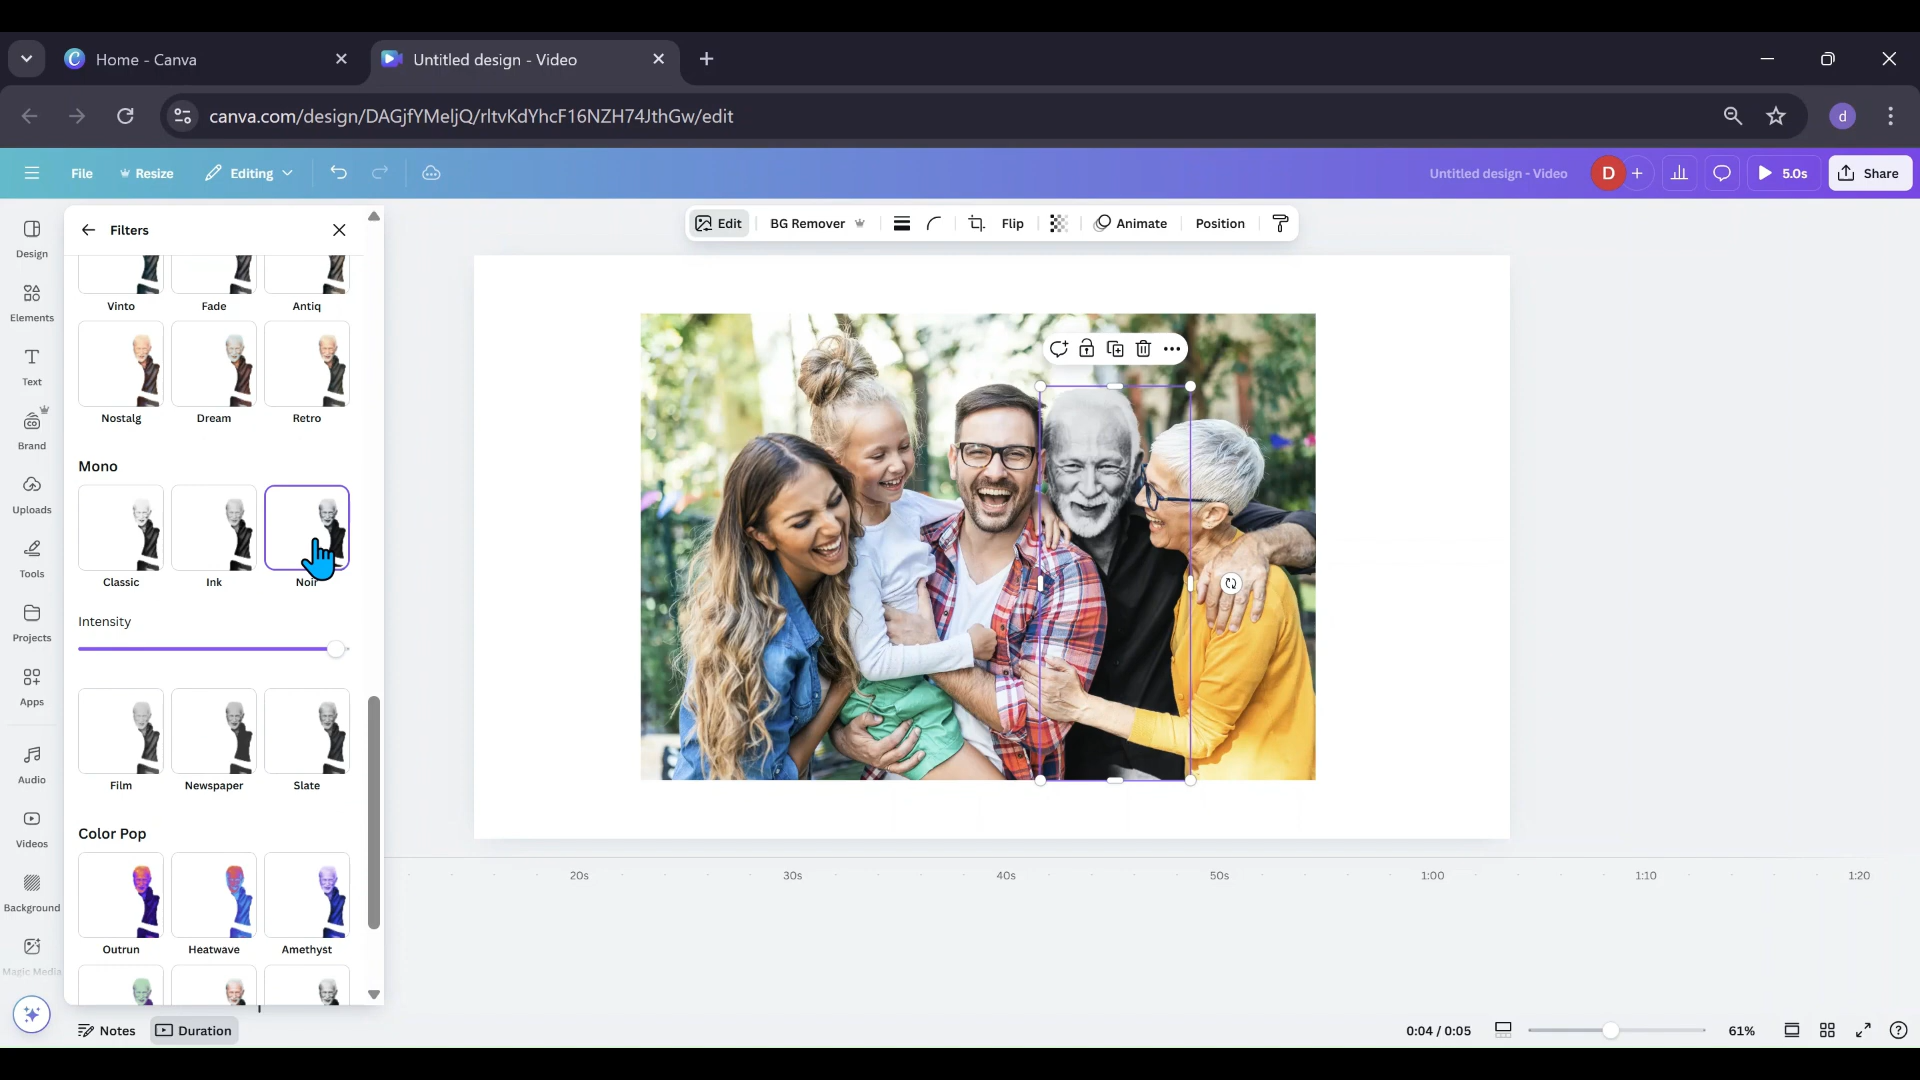 Home - Canva
Untitled design - Video
canva.com/design/DAGjfYMeljQ/rltvKdYhcF16NZH74JthGw/edit
d
File
Resize
Editing
Untitled design - Video
D
5.0s
Share
Filters
Edit
BG Remover
Flip
Animate
Position
Design
Elements
Text
Brand
Uploads
Tools
Projects
Apps
Audio
Videos
Background
Magic Media
Vinto Fade Antiq
Nostalg Dream Retro
Mono
Classic Ink Noir
Intensity
Film Newspaper Slate
Color Pop
Outrun Heatwave Amethyst
20s 30s 40s 50s 1:00 1:10 1:20
Notes
Duration
0:04 / 0:05
61%